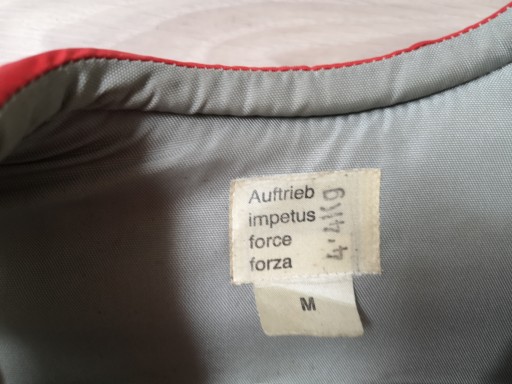 Auftrieb
impetus
force
forza
4'4Kg
M